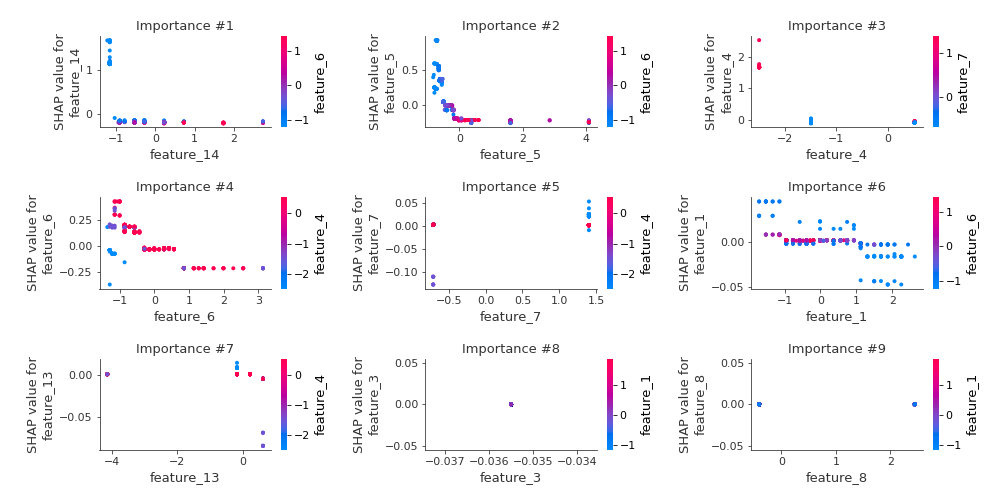 Importance #1
SHAP value for
feature_14
1
0
−1
0
1
2
feature_14
1
0
−1
feature_6
Importance #2
SHAP value for
feature_5
0.5
0.0
0
2
4
feature_5
1
0
−1
feature_6
Importance #3
SHAP value for
feature_4
2
1
0
−2
−1
0
feature_4
1
0
feature_7
Importance #4
SHAP value for
feature_6
0.25
0.00
−0.25
−1
0
1
2
3
feature_6
0
−1
−2
feature_4
Importance #5
SHAP value for
feature_7
0.05
0.00
−0.05
−0.10
−0.5
0.0
0.5
1.0
1.5
feature_7
0
−1
−2
feature_4
Importance #6
SHAP value for
feature_1
0.00
−0.05
−1
0
1
2
feature_1
1
0
−1
feature_6
Importance #7
SHAP value for
feature_13
0.00
−0.05
−4
−2
0
feature_13
0
−1
−2
feature_4
Importance #8
SHAP value for
feature_3
0.05
0.00
−0.05
−0.037
−0.036
−0.035
−0.034
feature_3
1
0
−1
feature_1
Importance #9
SHAP value for
feature_8
0.05
0.00
−0.05
0
2
feature_8
1
0
−1
feature_1